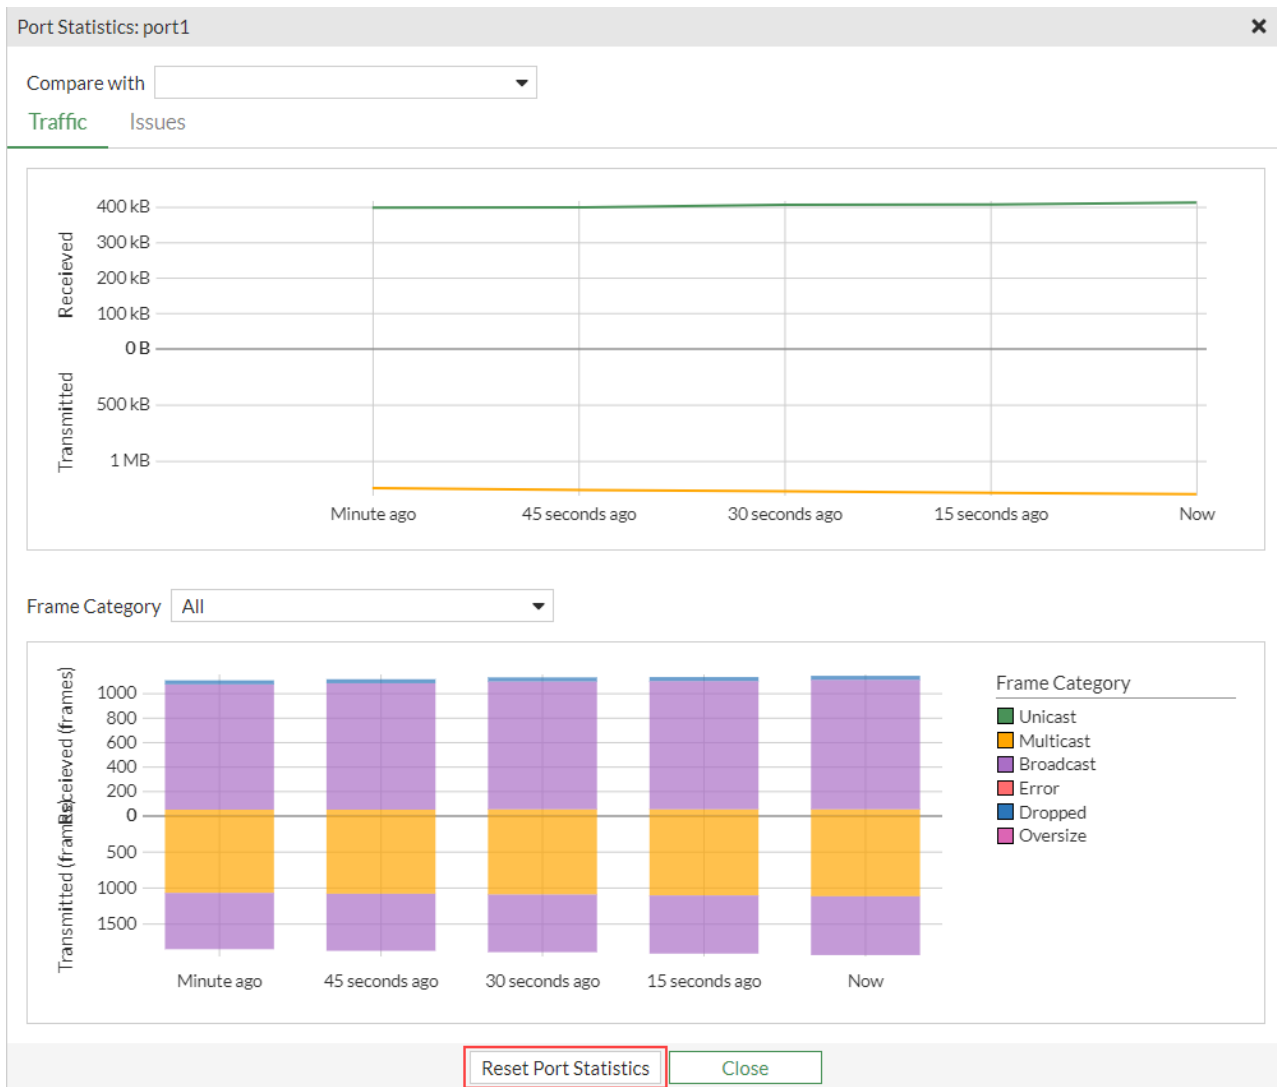 Port Statistics: port1
Compare with
Traffic
Issues
Receieved
400 kB
300 kB
200 kB
100 kB
0 B
Transmitted
500 kB
1 MB
Minute ago
45 seconds ago
30 seconds ago
15 seconds ago
Now
Frame Category
All
Receieved (frames)
1000
800
600
400
200
0
Transmitted (frames)
500
1000
1500
Minute ago
45 seconds ago
30 seconds ago
15 seconds ago
Now
Frame Category
Unicast
Multicast
Broadcast
Error
Dropped
Oversize
Reset Port Statistics
Close